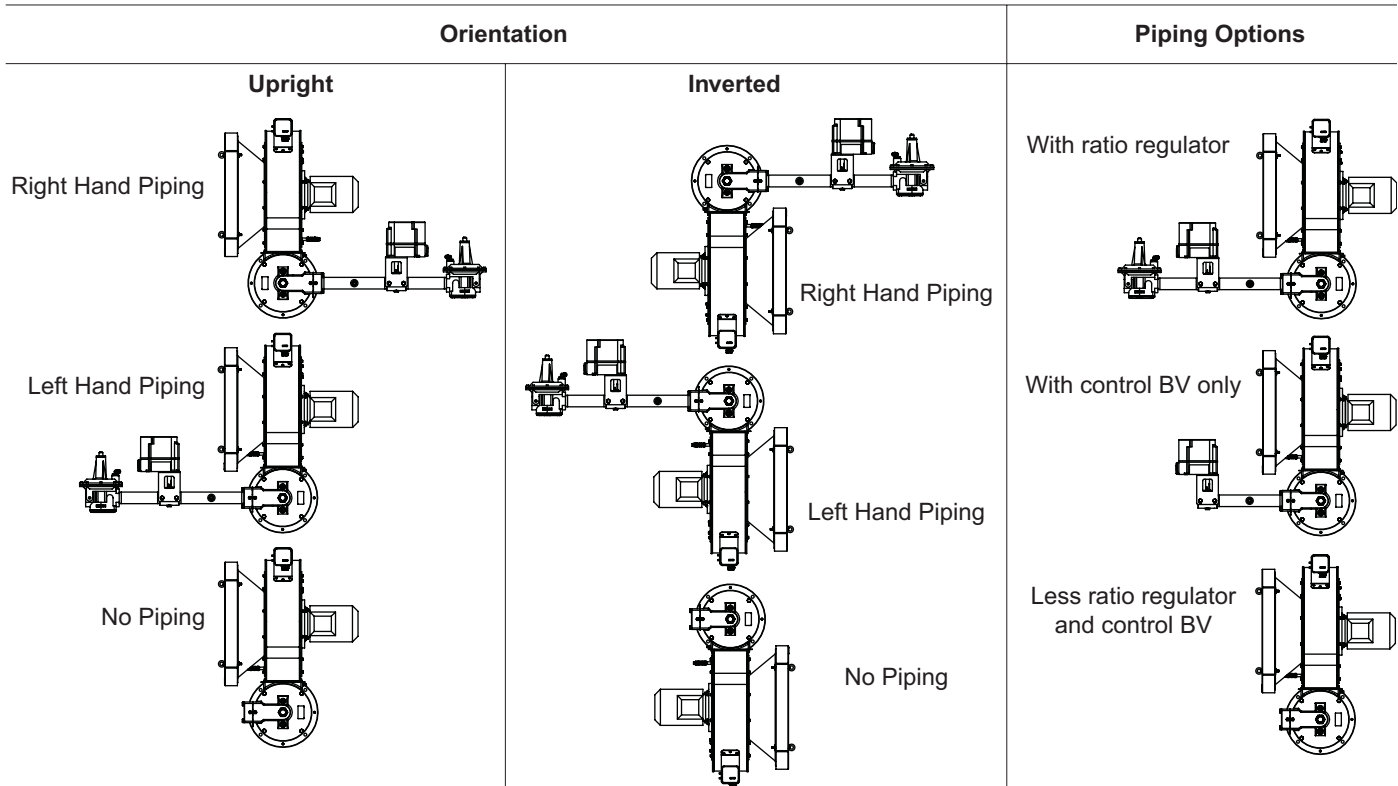 Orientation
Piping Options
Upright
Inverted
Right Hand Piping
Left Hand Piping
No Piping
Right Hand Piping
Left Hand Piping
No Piping
With ratio regulator
With control BV only
Less ratio regulator
and control BV